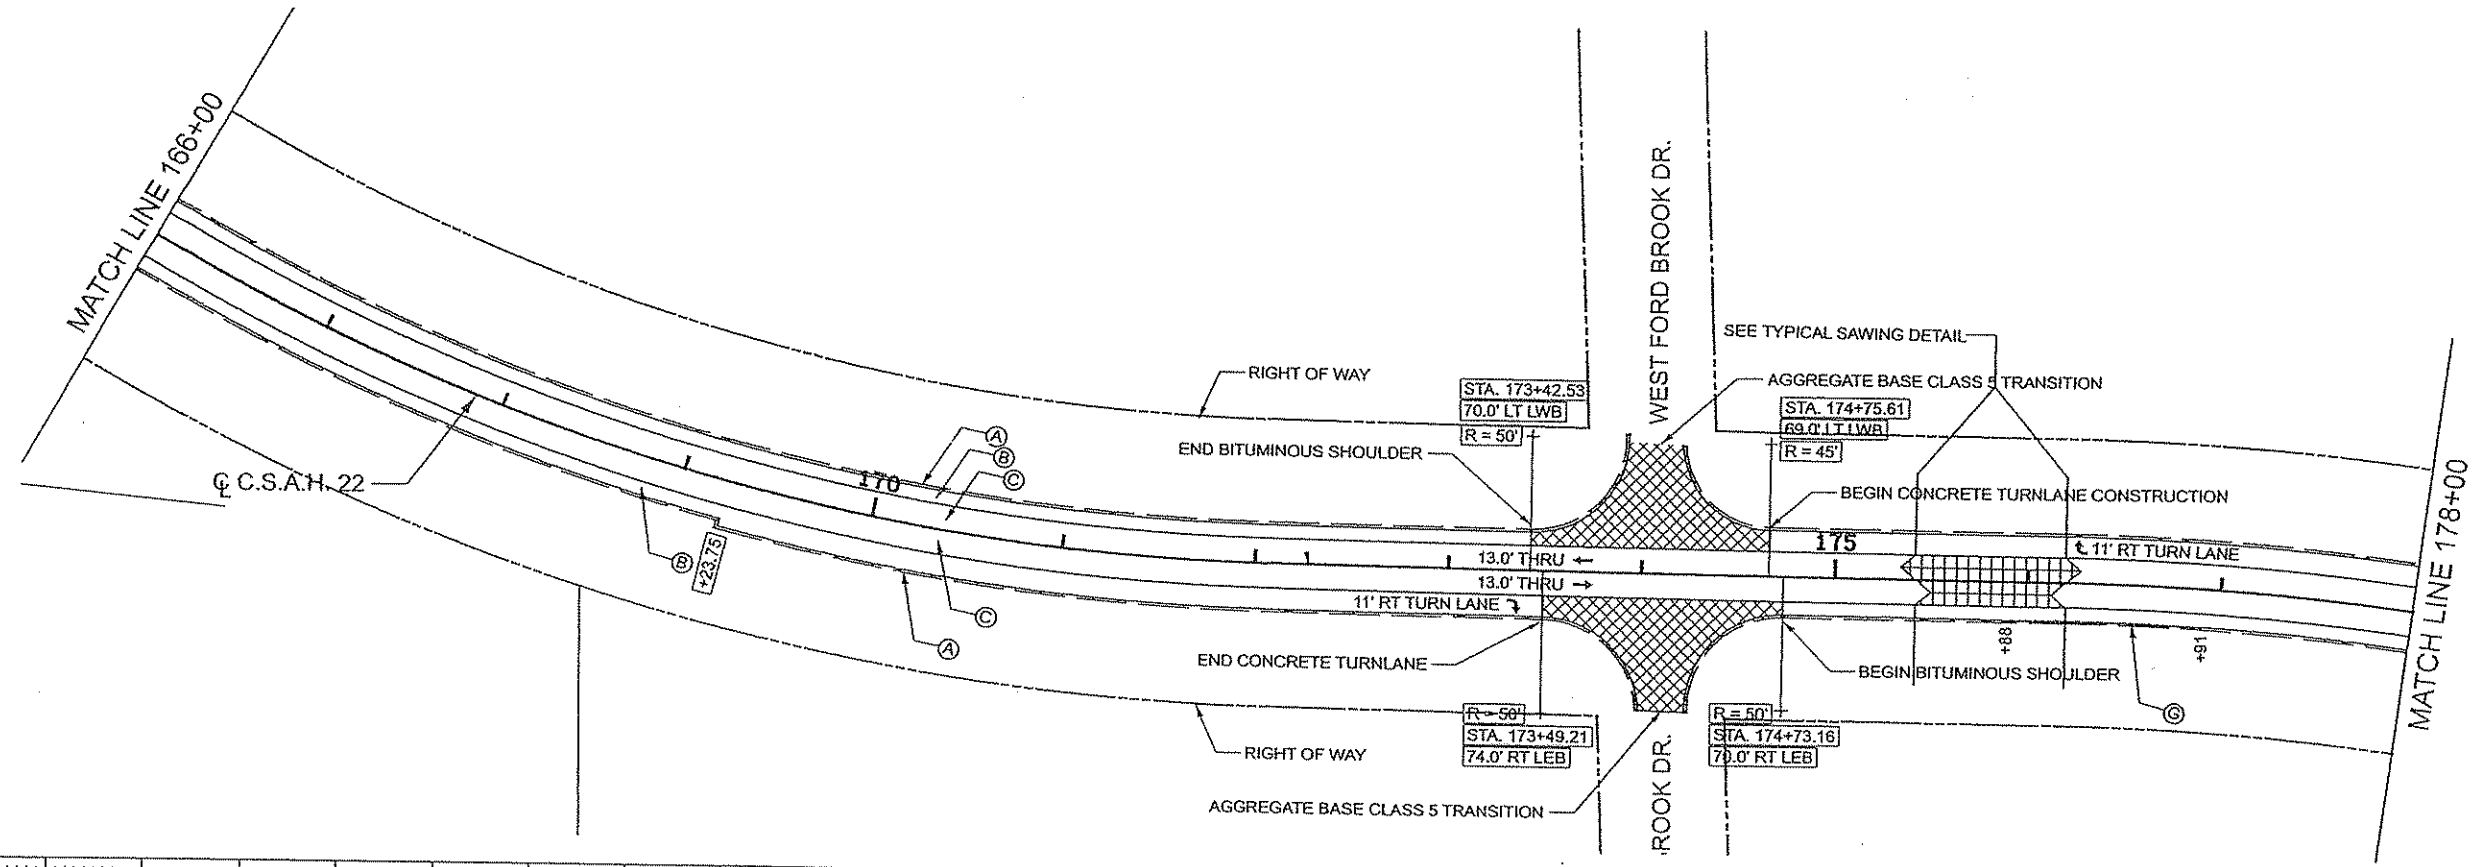 MATCH LINE 166+00
℄ C.S.A.H. 22
B
+23.75
170
A
B
C
C
A
RIGHT OF WAY
END BITUMINOUS SHOULDER
STA. 173+42.53
70.0' LT LWB
R = 50'
WEST FORD BROOK DR.
SEE TYPICAL SAWING DETAIL
AGGREGATE BASE CLASS 5 TRANSITION
STA. 174+75.61
69.0' LT LWB
R = 45'
BEGIN CONCRETE TURNLANE CONSTRUCTION
13.0' THRU
13.0' THRU
11' RT TURN LANE
175
11' RT TURN LANE
+88
+91
END CONCRETE TURNLANE
BEGIN BITUMINOUS SHOULDER
G
RIGHT OF WAY
R = 50'
STA. 173+49.21
74.0' RT LEB
R = 50'
STA. 174+73.16
70.0' RT LEB
AGGREGATE BASE CLASS 5 TRANSITION
ROOK DR.
MATCH LINE 178+00